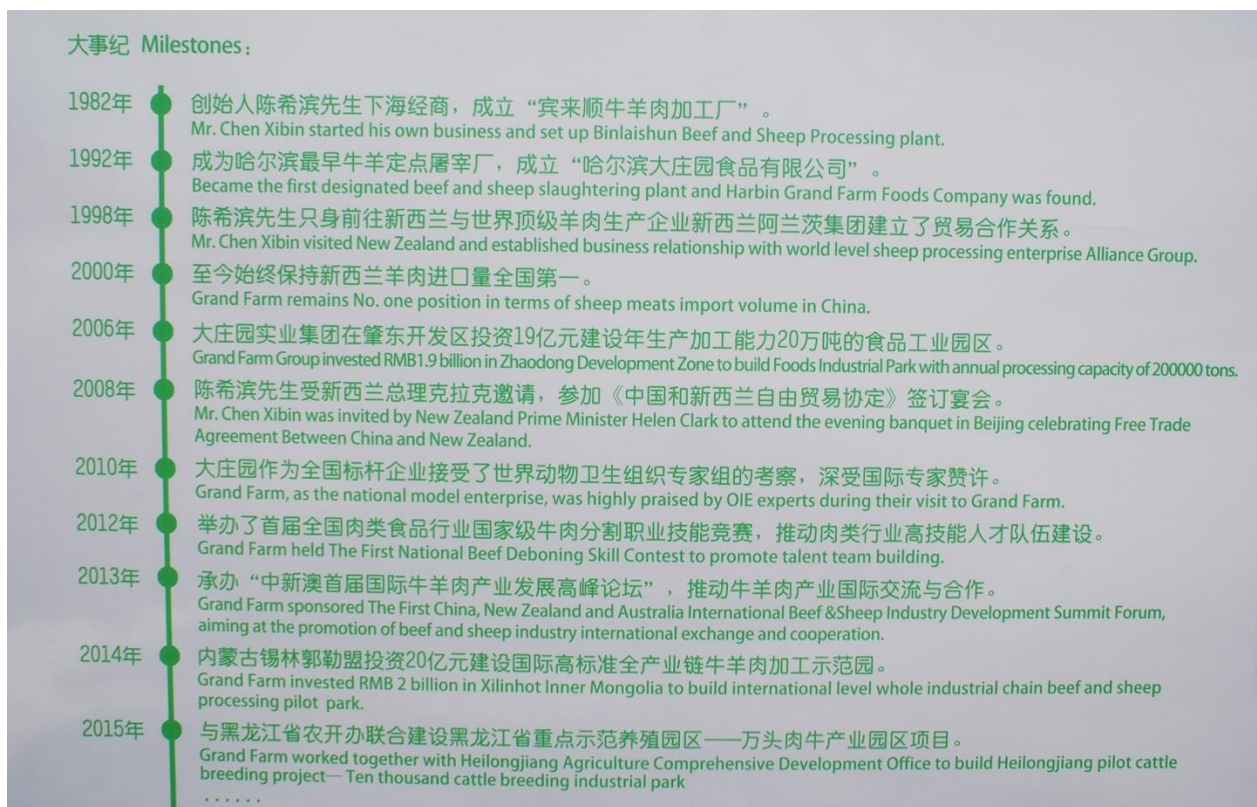 大事纪 Milestones：
1982年 创始人陈希滨先生下海经商，成立“宾来顺牛羊肉加工厂”。
Mr. Chen Xibin started his own business and set up Binlaishun Beef and Sheep Processing plant.
1992年 成为哈尔滨最早牛羊定点屠宰厂，成立“哈尔滨大庄园食品有限公司”。
Became the first designated beef and sheep slaughtering plant and Harbin Grand Farm Foods Company was found.
1998年 陈希滨先生只身前往新西兰与世界顶级羊肉生产企业新西兰阿兰茨集团建立了贸易合作关系。
Mr. Chen Xibin visited New Zealand and established business relationship with world level sheep processing enterprise Alliance Group.
2000年 至今始终保持新西兰羊肉进口量全国第一。
Grand Farm remains No. one position in terms of sheep meats import volume in China.
2006年 大庄园实业集团在肇东开发区投资19亿元建设年生产加工能力20万吨的食品工业园区。
Grand Farm Group invested RMB1.9 billion in Zhaodong Development Zone to build Foods Industrial Park with annual processing capacity of 200000 tons.
2008年 陈希滨先生受新西兰总理克拉克邀请，参加《中国和新西兰自由贸易协定》签订宴会。
Mr. Chen Xibin was invited by New Zealand Prime Minister Helen Clark to attend the evening banquet in Beijing celebrating Free Trade
Agreement Between China and New Zealand.
2010年 大庄园作为全国标杆企业接受了世界动物卫生组织专家组的考察，深受国际专家赞许。
Grand Farm, as the national model enterprise, was highly praised by OIE experts during their visit to Grand Farm.
2012年 举办了首届全国肉类食品行业国家级牛肉分割职业技能竞赛，推动肉类行业高技能人才队伍建设。
Grand Farm held The First National Beef Deboning Skill Contest to promote talent team building.
2013年 承办“中新澳首届国际牛羊肉产业发展高峰论坛”，推动牛羊肉产业国际交流与合作。
Grand Farm sponsored The First China, New Zealand and Australia International Beef &Sheep Industry Development Summit Forum,
aiming at the promotion of beef and sheep industry international exchange and cooperation.
2014年 内蒙古锡林郭勒盟投资20亿元建设国际高标准全产业链牛羊肉加工示范园。
Grand Farm invested RMB 2 billion in Xilinhot Inner Mongolia to build international level whole industrial chain beef and sheep
processing pilot park.
2015年 与黑龙江省农开办联合建设黑龙江省重点示范养殖园区——万头肉牛产业园区项目。
Grand Farm worked together with Heilongjiang Agriculture Comprehensive Development Office to build Heilongjiang pilot cattle
breeding project— Ten thousand cattle breeding industrial park
······